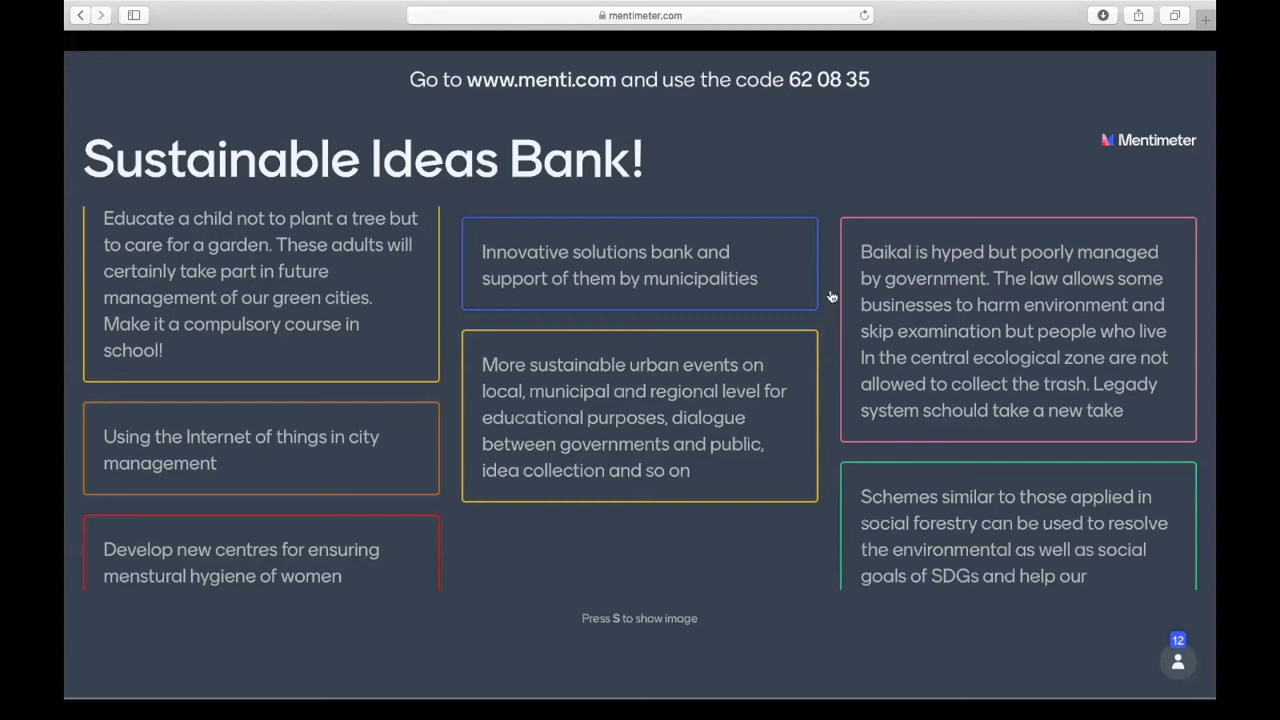 mentimeter.com
Go to www.menti.com and use the code 62 08 35
Mentimeter
Sustainable Ideas Bank!
Educate a child not to plant a tree but
to care for a garden. These adults will
certainly take part in future
management of our green cities.
Make it a compulsory course in
school!
Using the Internet of things in city
management
Develop new centres for ensuring
menstural hygiene of women
Innovative solutions bank and
support of them by municipalities
More sustainable urban events on
local, municipal and regional level for
educational purposes, dialogue
between governments and public,
idea collection and so on
Baikal is hyped but poorly managed
by government. The law allows some
businesses to harm environment and
skip examination but people who live
In the central ecological zone are not
allowed to collect the trash. Legady
system schould take a new take
Schemes similar to those applied in
social forestry can be used to resolve
the environmental as well as social
goals of SDGs and help our
Press S to show image
12